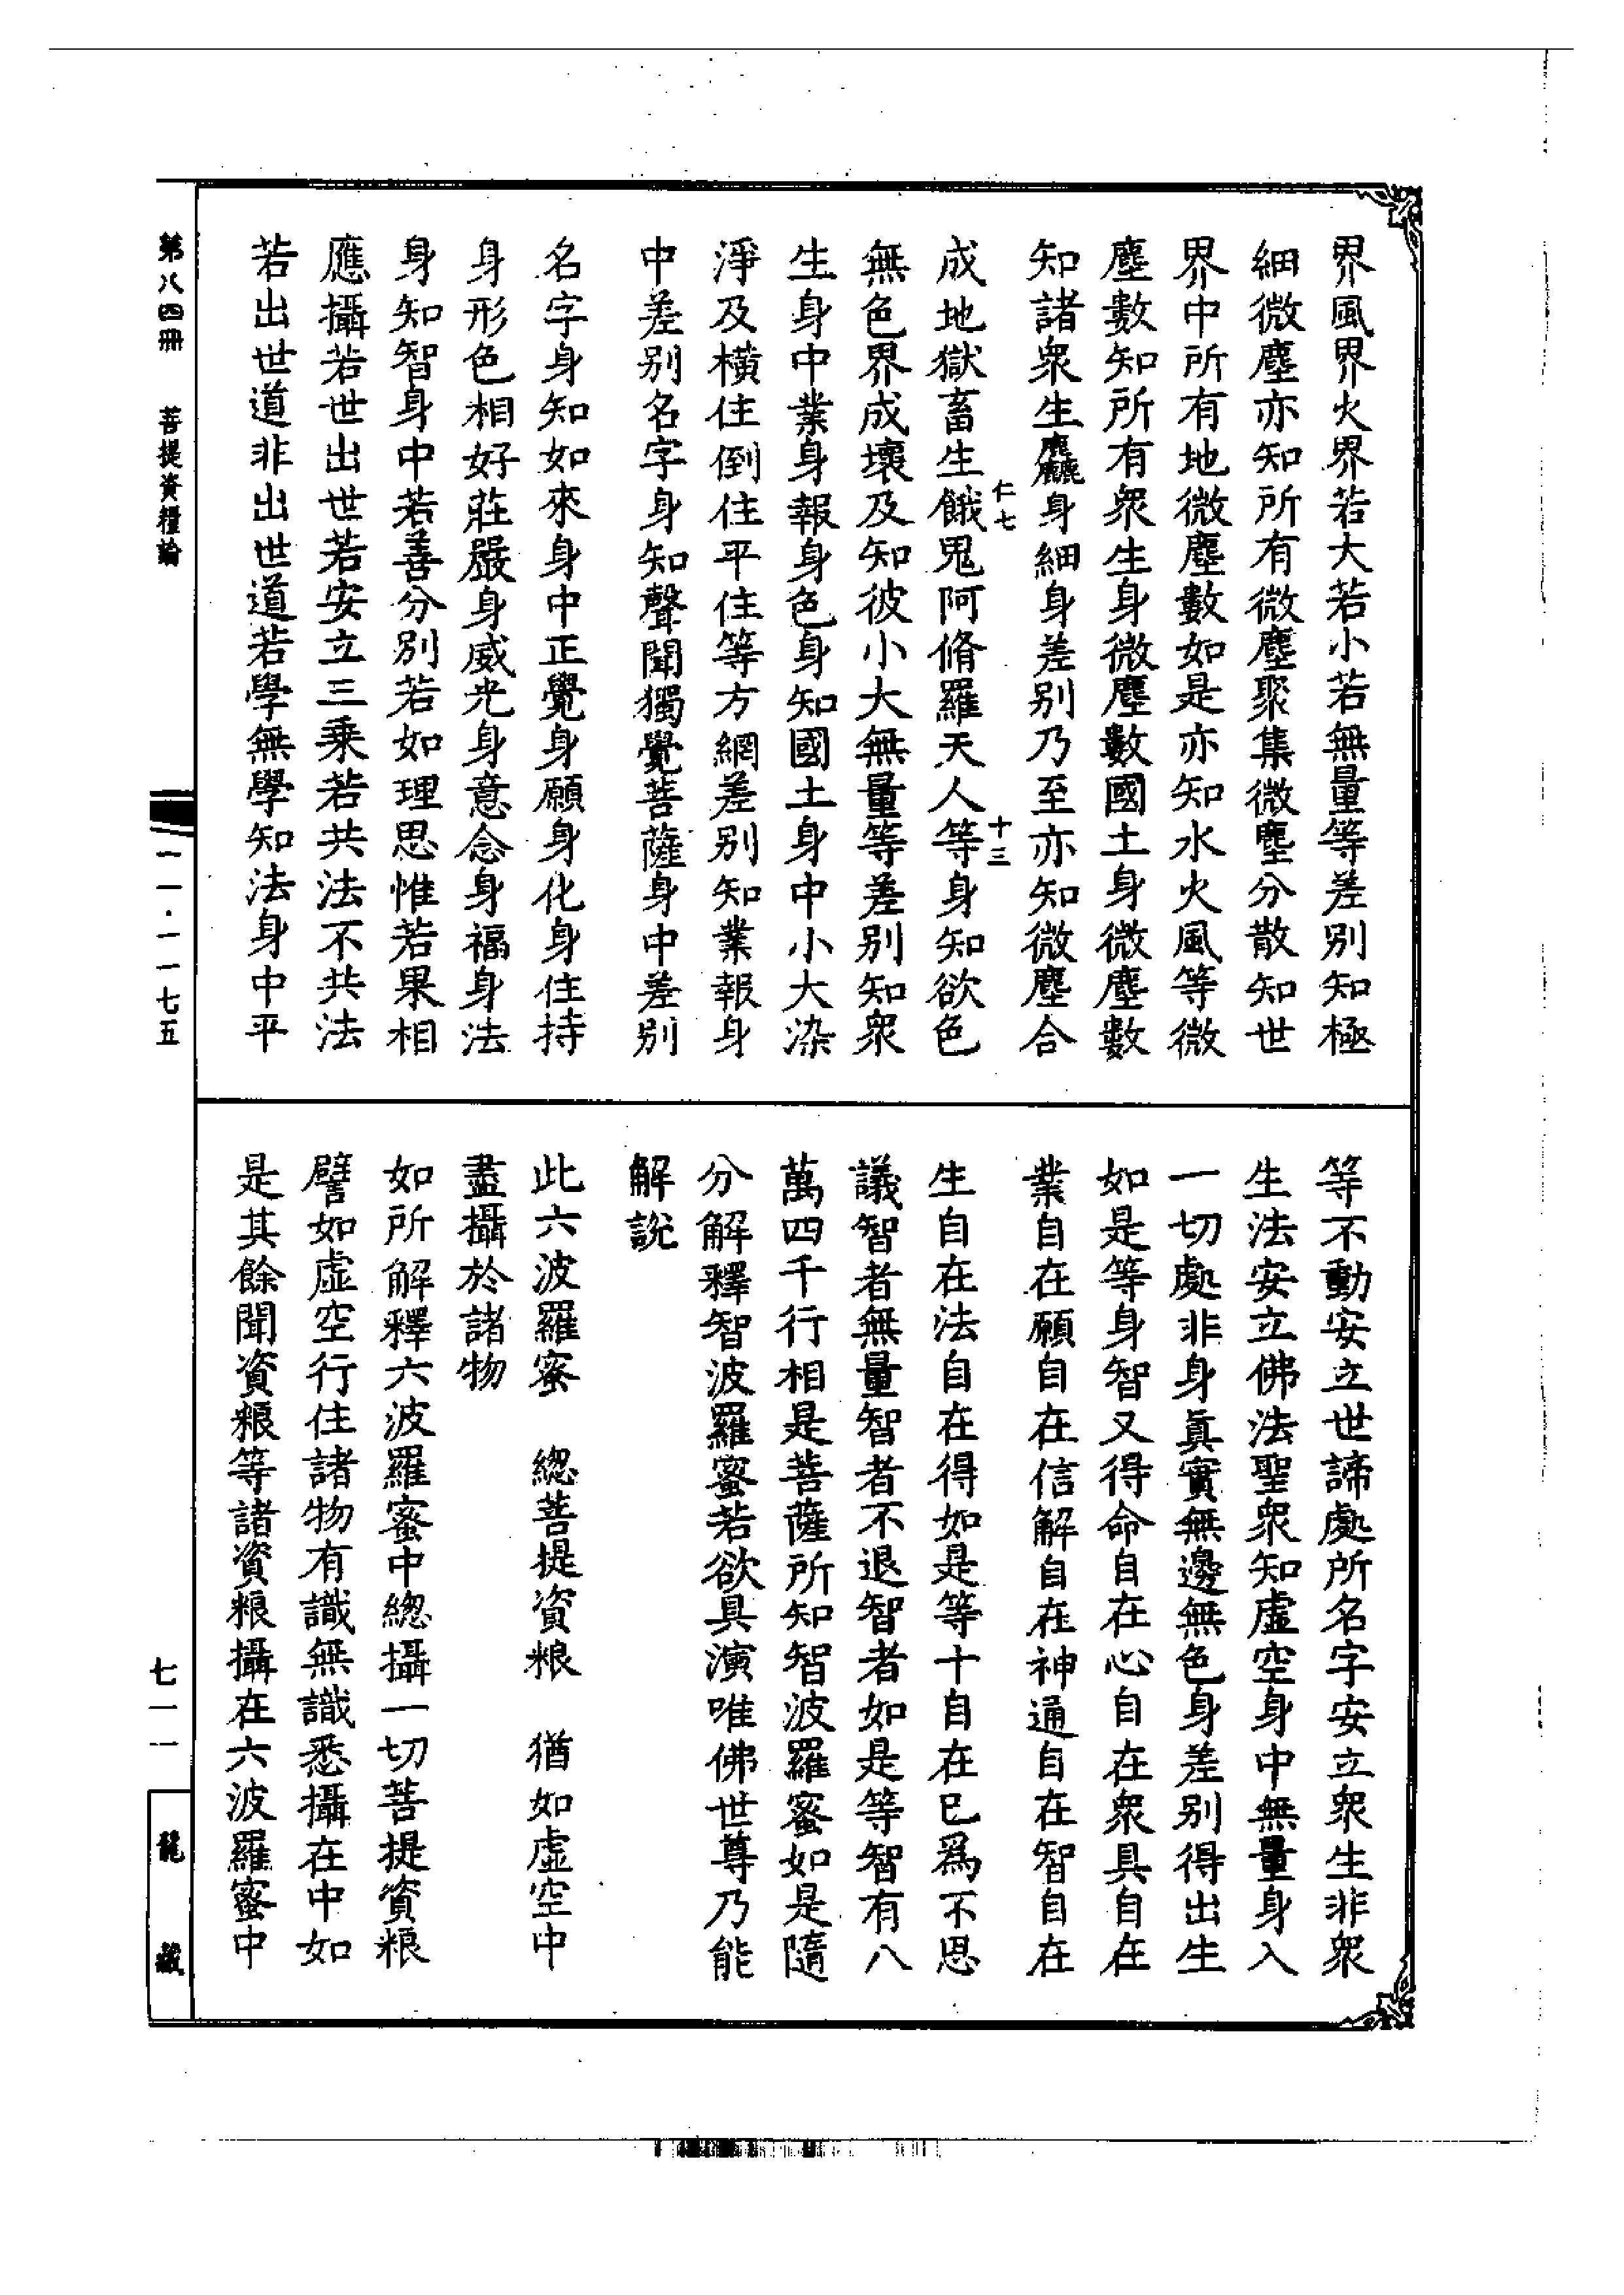 界風界火界若大若小若無量等差別知極
細微塵亦知所有微塵聚集微塵分散知世
界中所有地微塵數如是亦知水火風等微
塵數知所有衆生身微塵數國土身微塵數
知諸衆生麤身細身差別乃至亦知微塵合
仁七
十三
成地獄畜生餓鬼阿脩羅天人等身知欲色
無色界成壞及知彼小大無量等差別知衆
生身中業身報身色身知國土身中小大染
淨及橫住倒住平住等方網差別知業報身
中差別名字身知聲聞獨覺菩薩身中差別
名字身知如來身中正覺身願身化身住持
身形色相好莊嚴身威光身意念身福身法
身知智身中若善分別若如理思惟若果相
應攝若世出世若安立三乘若共法不共法
若出世道非出世道若學無學知法身中平
等不動安立世諦處所名字安立衆生非衆
生法安立佛法聖衆知虛空身中無量身入
一切處非身眞實無邊無色身差別得出生
如是等身智又得命自在心自在衆具自在
業自在願自在信解自在神通自在智自在
生自在法自在得如是等十自在已爲不思
議智者無量智者不退智者如是等智有八
萬四千行相是菩薩所知智波羅蜜如是隨
分解釋智波羅蜜若欲具演唯佛世尊乃能
解說
此六波羅蜜　緫菩提資粮　猶如虛空中
盡攝於諸物
如所解釋六波羅蜜中緫攝一切菩提資粮
譬如虛空行住諸物有識無識悉攝在中如
是其餘聞資粮等諸資粮攝在六波羅蜜中
第八四冊　菩提資糧論
一一一·一一七五
七一一
龍藏